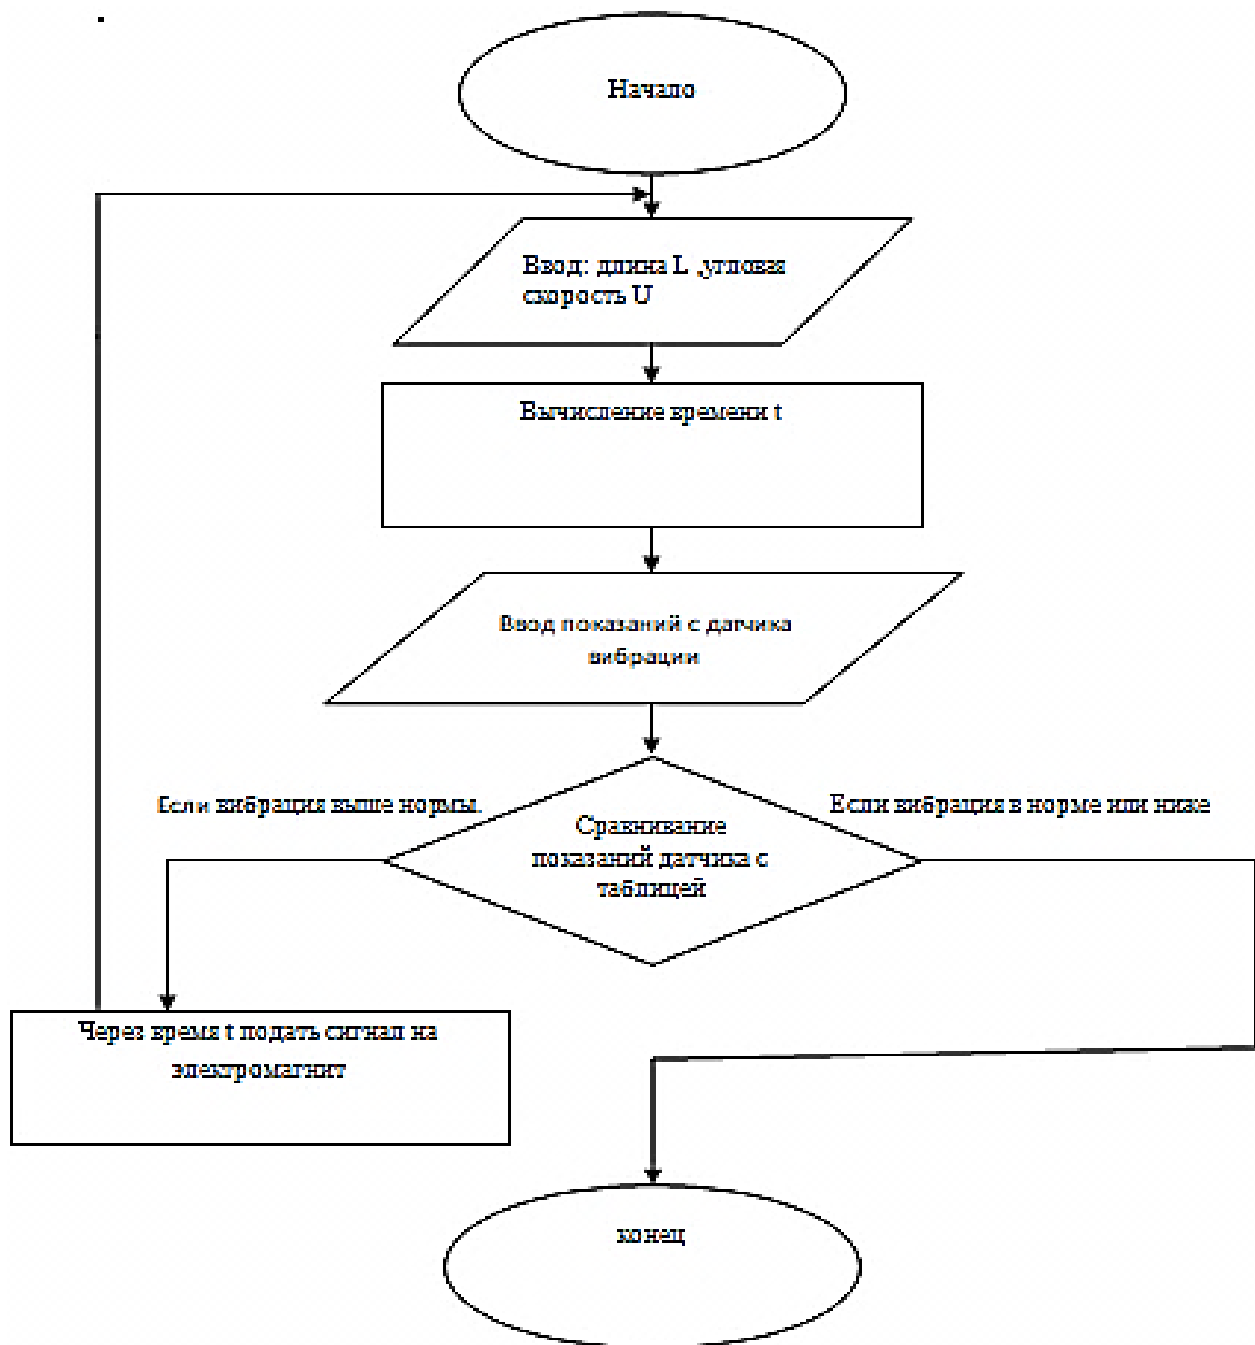 Начало
Ввод: длина L ,угловая
скорость U
Вычисление времени t
Ввод показаний с датчика
вибрации
Если вибрация выше нормы.
Если вибрация в норме или ниже
Сравнивание
показаний датчика с
таблицей
Через время t подать сигнал на
электромагнит
конец